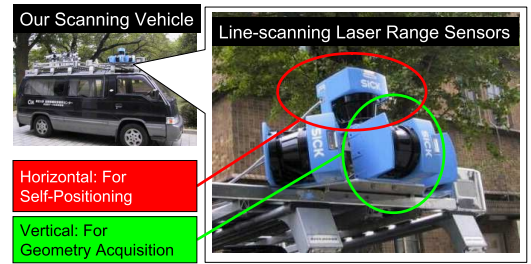 Our Scanning Vehicle
Line-scanning Laser Range Sensors
SICK
SICK
SICK
Horizontal: For
Self-Positioning
Vertical: For
Geometry Acquisition